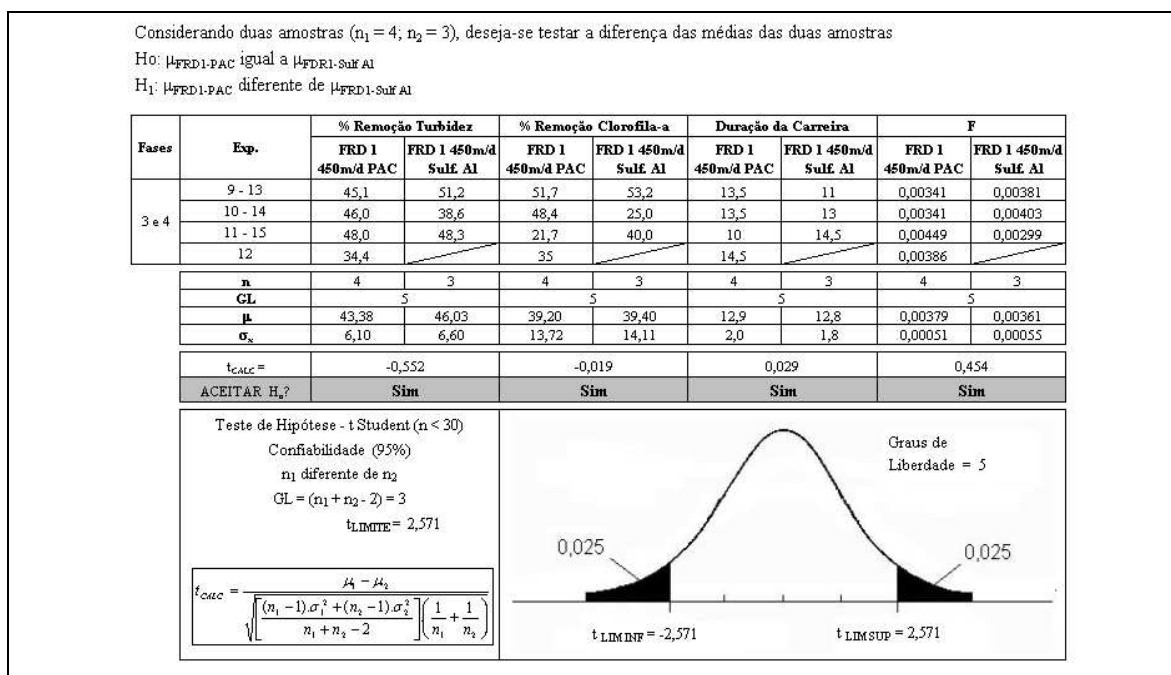 Considerando duas amostras (n1 = 4; n2 = 3), deseja-se testar a diferença das médias das duas amostras
Ho: μFRD1-PAC igual a μFDR1-Sulf Al
H1: μFRD1-PAC diferente de μFRD1-Sulf Al
Fases Exp. % Remoção Turbidez % Remoção Clorofila-a Duração da Carreira F
FRD 1 450m/d PAC FRD 1 450m/d Sulf. Al FRD 1 450m/d PAC FRD 1 450m/d Sulf. Al FRD 1 450m/d PAC FRD 1 450m/d Sulf. Al FRD 1 450m/d PAC FRD 1 450m/d Sulf. Al
3 e 4
9 - 13 45,1 51,2 51,7 53,2 13,5 11 0,00341 0,00381
10 - 14 46,0 38,6 48,4 25,0 13,5 13 0,00341 0,00403
11 - 15 48,0 48,3 21,7 40,0 10 14,5 0,00449 0,00299
12 34,4 35 14,5 0,00386
n 4 3 4 3 4 3 4 3
GL 5 5 5 5
μ 43,38 46,03 39,20 39,40 12,9 12,8 0,00379 0,00361
σx 6,10 6,60 13,72 14,11 2,0 1,8 0,00051 0,00055
tCALC = -0,552 -0,019 0,029 0,454
ACEITAR Ho? Sim Sim Sim Sim
Teste de Hipótese - t Student (n < 30)
Confiabilidade (95%)
n1 diferente de n2
GL = (n1 + n2 - 2) = 3
tLIMITE = 2,571
tCALC = μ1 − μ2 / √[(n1 −1).σ1² + (n2 −1).σ2² / n1 + n2 − 2](1/n1 + 1/n2)
Graus de
Liberdade = 5
0,025
0,025
t LIM INF = -2,571
t LIM SUP = 2,571